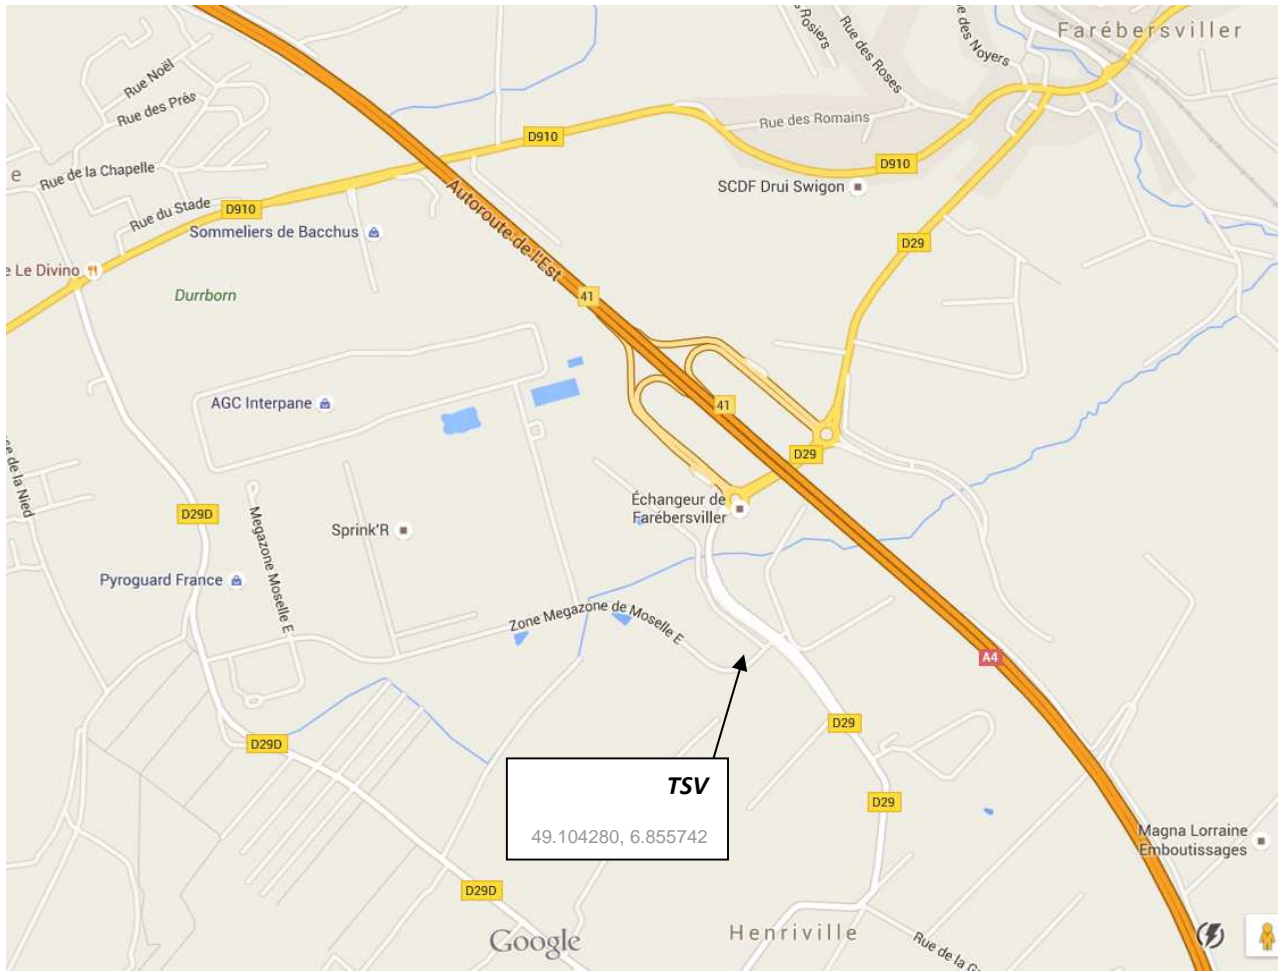 Rosiers
Rue des Roses
des Noyers
Farébersviller
Rue Noël
Rue des Prés
Rue des Romains
D910
D910
e
Rue de la Chapelle
SCDF Drui Swigon
Rue du Stade
D910
Autoroute de l'Est
Sommeliers de Bacchus
D29
e Le Divino
Durrborn
41
AGC Interpane
41
D29
se de la Nied
Échangeur de
Farébersviller
D29D
Megazone Moselle E
Sprink'R
Pyroguard France
Zone Megazone de Moselle E
A4
D29
D29D
TSV
D29
49.104280, 6.855742
Magna Lorraine
Emboutissages
D29D
Google
Henriville
Rue de la G